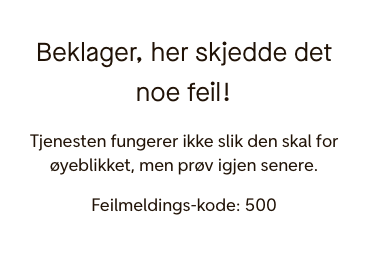 Beklager, her skjedde det
noe feil!
Tjenesten fungerer ikke slik den skal for
øyeblikket, men prøv igjen senere.
Feilmeldings-kode: 500